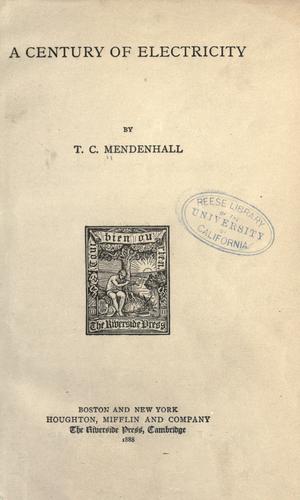 A CENTURY OF ELECTRICITY
BY
T. C. MENDENHALL
REESE LIBRARY
OF THE
UNIVERSITY
OF
CALIFORNIA
Tout bien ou rien
The Riverside Press
BOSTON AND NEW YORK
HOUGHTON, MIFFLIN AND COMPANY
The Riverside Press, Cambridge
1888